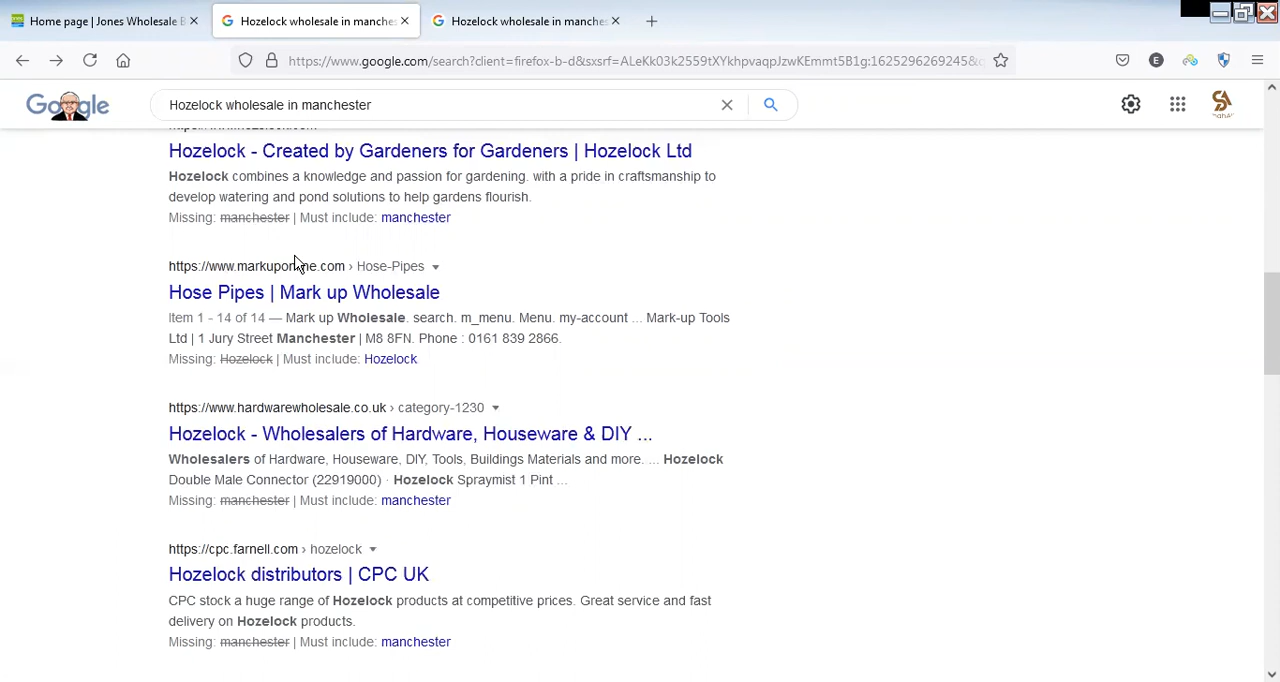 Home page | Jones Wholesale B
Hozelock wholesale in manches
Hozelock wholesale in manches
https://www.google.com/search?client=firefox-b-d&sxsrf=ALeKk03k2559tXYkhpvaqpJzwKEmmt5B1g:1625296269245&
E
Google
Hozelock wholesale in manchester
Hozelock - Created by Gardeners for Gardeners | Hozelock Ltd
Hozelock combines a knowledge and passion for gardening. with a pride in craftsmanship to
develop watering and pond solutions to help gardens flourish.
Missing: manchester | Must include: manchester
https://www.markuponline.com › Hose-Pipes
Hose Pipes | Mark up Wholesale
Item 1 - 14 of 14 — Mark up Wholesale. search. m_menu. Menu. my-account ... Mark-up Tools
Ltd | 1 Jury Street Manchester | M8 8FN. Phone : 0161 839 2866.
Missing: Hozelock | Must include: Hozelock
https://www.hardwarewholesale.co.uk › category-1230
Hozelock - Wholesalers of Hardware, Houseware & DIY ...
Wholesalers of Hardware, Houseware, DIY, Tools, Buildings Materials and more. ... Hozelock
Double Male Connector (22919000) · Hozelock Spraymist 1 Pint ...
Missing: manchester | Must include: manchester
https://cpc.farnell.com › hozelock
Hozelock distributors | CPC UK
CPC stock a huge range of Hozelock products at competitive prices. Great service and fast
delivery on Hozelock products.
Missing: manchester | Must include: manchester